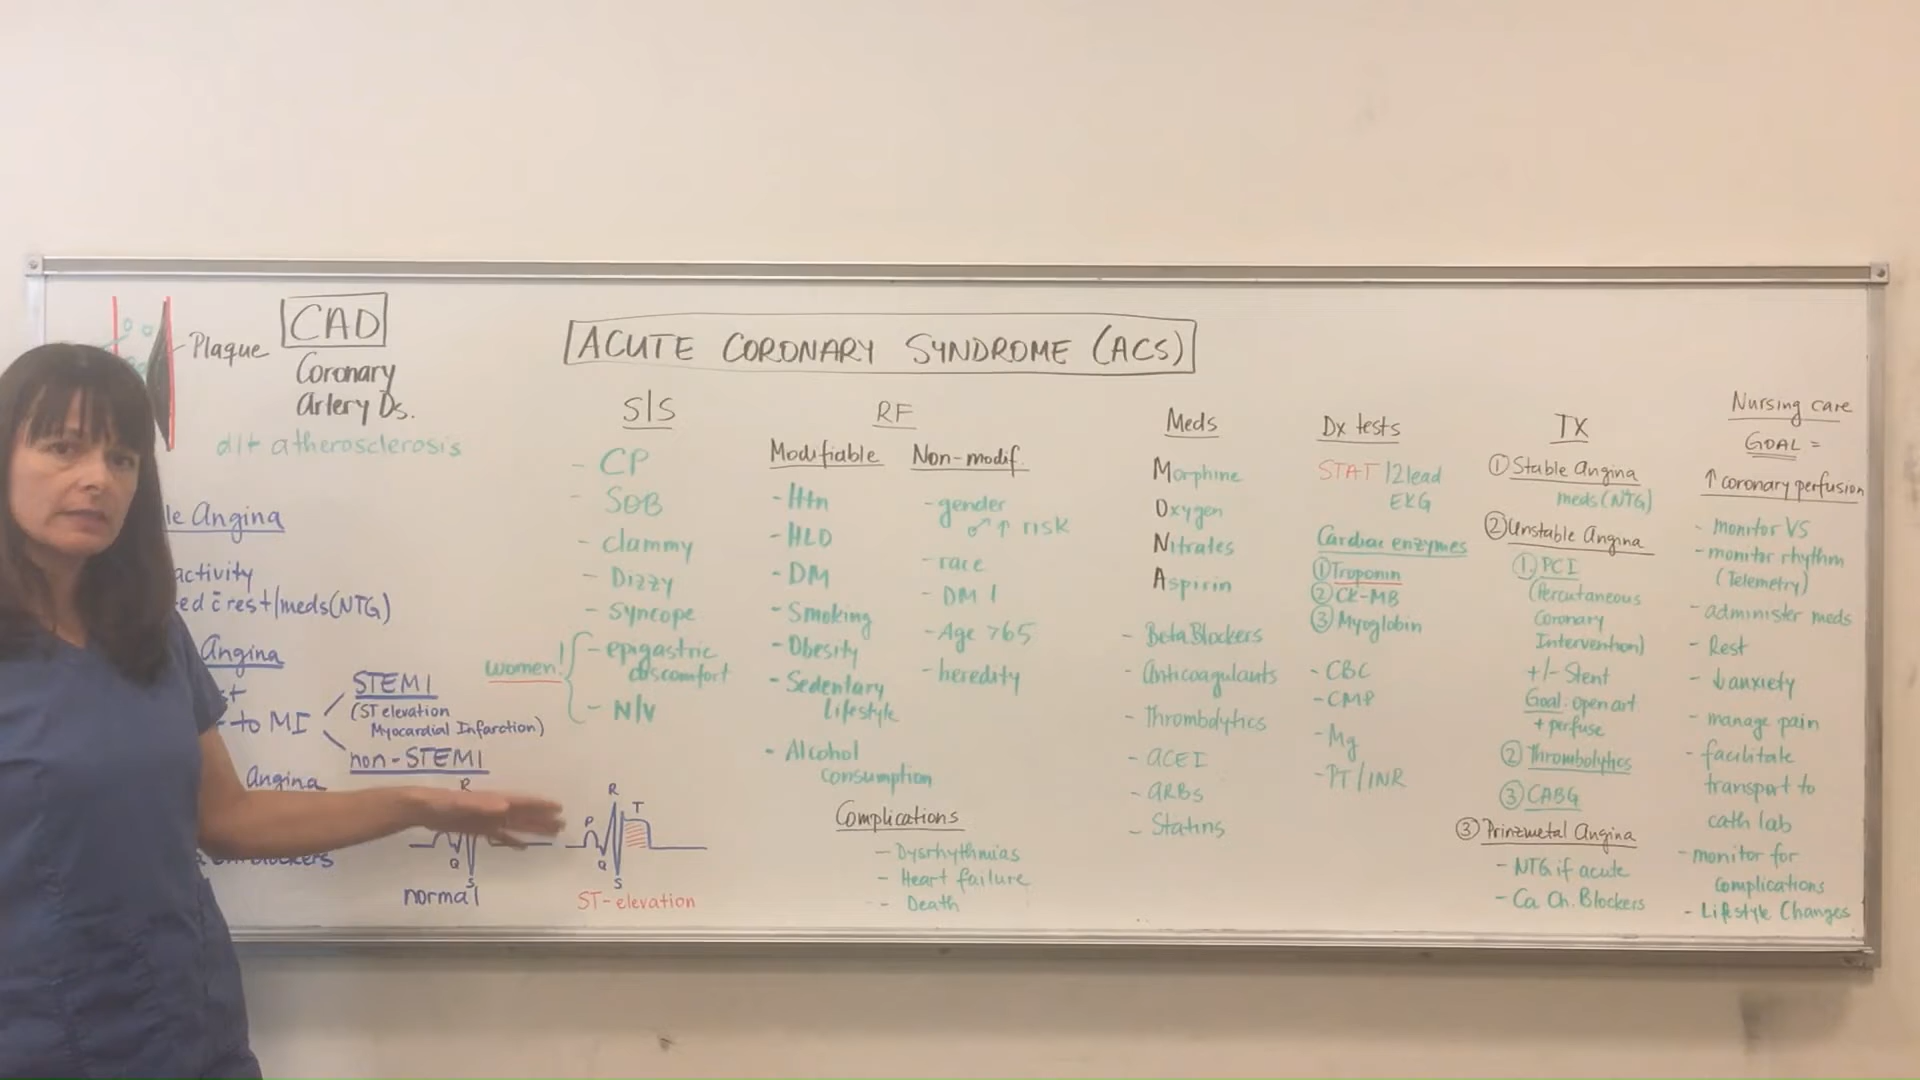 Plaque
CAD
Coronary
Artery Ds.
d/t atherosclerosis
le Angina
activity
ed c̄ rest/meds(NTG)
Angina
st
- to MI
STEMI
(ST elevation
Myocardial Infarction)
non-STEMI
Angina
R
Q
S
normal
P
R
T
Q
S
ST-elevation
ACUTE CORONARY SYNDROME (ACS)
S/S
- CP
- SOB
- clammy
- Dizzy
- syncope
women!
- epigastric
discomfort
- N/V
RF
Modifiable
- Htn
- HLD
- DM
- Smoking
- Obesity
- Sedentary
lifestyle
- Alcohol
consumption
Non-modif.
- gender
♂ ↑ risk
- race
- DM 1
- Age >65
- heredity
Complications
- Dysrhythmias
- Heart failure
- Death
Meds
Morphine
Oxygen
Nitrates
Aspirin
- Beta Blockers
- Anticoagulants
- Thrombolytics
- ACEI
- ARBs
- Statins
Dx tests
STAT 12 lead
EKG
Cardiac enzymes
① Troponin
② CK-MB
③ Myoglobin
- CBC
- CMP
- Mg
- PT/INR
TX
① Stable Angina
meds (NTG)
② Unstable Angina
①. PCI
(Percutaneous
Coronary
Intervention)
+/- Stent
Goal: open art.
+ perfuse
② Thrombolytics
③ CABG
③ Prinzmetal Angina
- NTG if acute
- Ca Ch. Blockers
Nursing care
GOAL =
↑ coronary perfusion
- monitor VS
- monitor rhythm
(Telemetry)
- administer meds
- Rest
- ↓ anxiety
- manage pain
- facilitate
transport to
cath lab
- monitor for
complications
- Lifestyle Changes